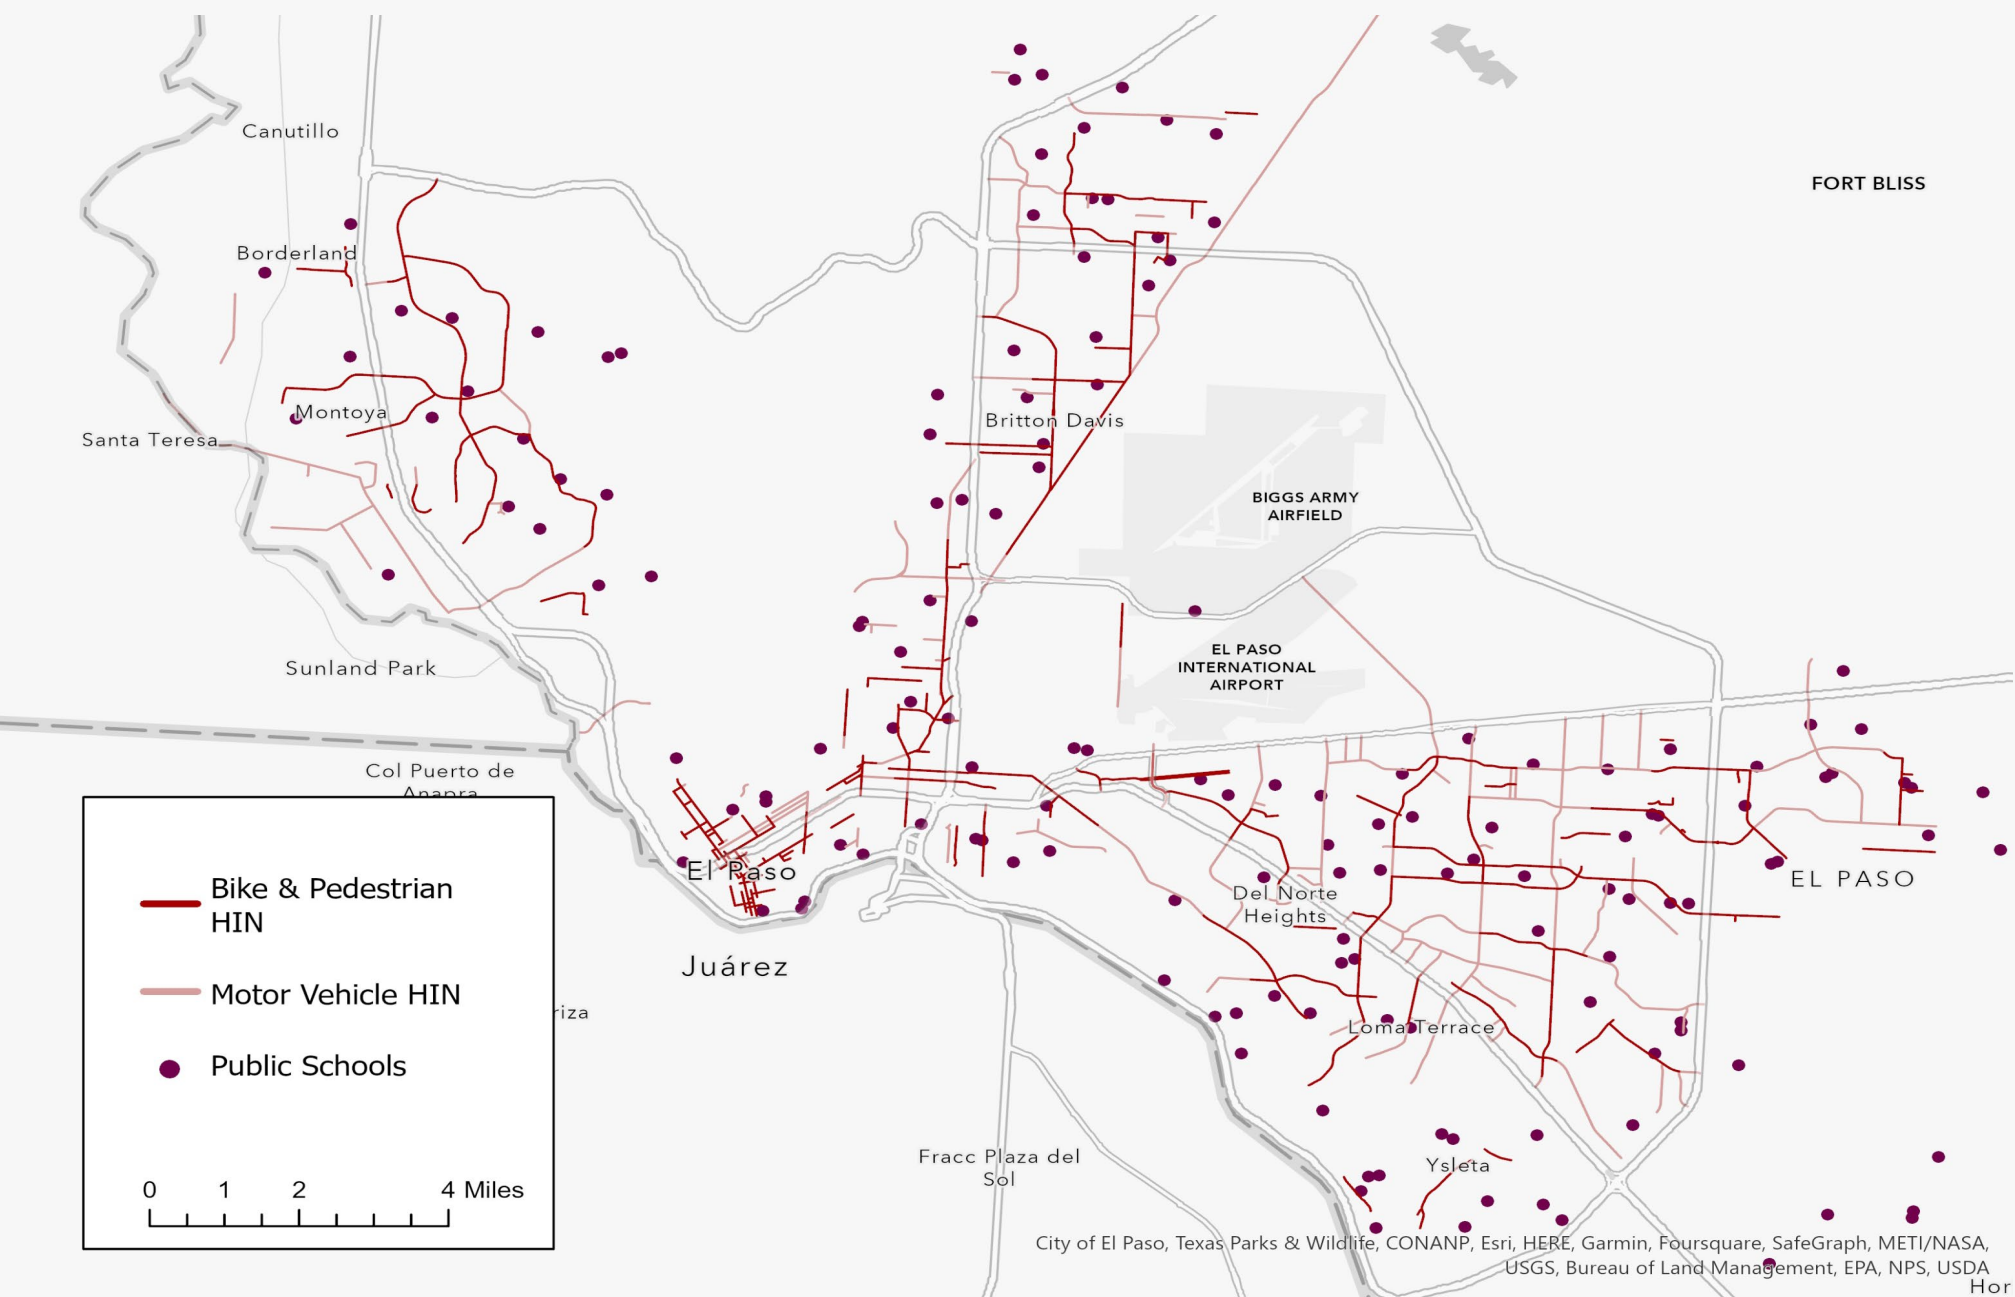 Canutillo
FORT BLISS
Borderland
Montoya
Santa Teresa
Britton Davis
BIGGS ARMY
AIRFIELD
EL PASO
INTERNATIONAL
AIRPORT
Sunland Park
Col Puerto de
Anapra
El Paso
EL PASO
Del Norte
Heights
Juárez
riza
Loma Terrace
Fracc Plaza del
Sol
Ysleta
Bike & Pedestrian
HIN
Motor Vehicle HIN
Public Schools
0 1 2 4 Miles
City of El Paso, Texas Parks & Wildlife, CONANP, Esri, HERE, Garmin, Foursquare, SafeGraph, METI/NASA,
USGS, Bureau of Land Management, EPA, NPS, USDA
Hor